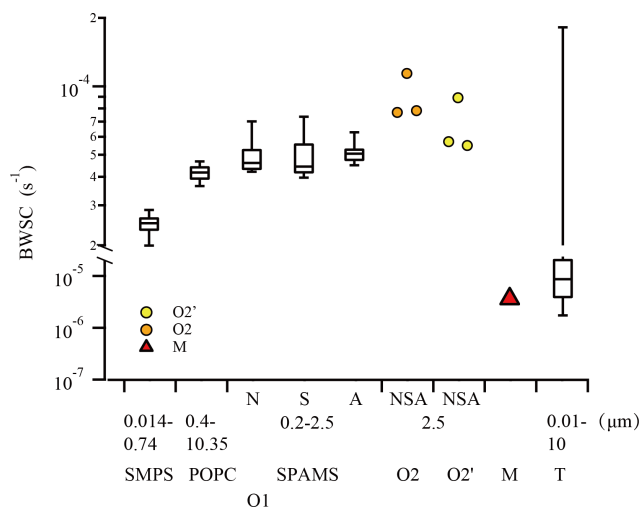 2
10⁻⁴
7
6
5
4
3
2
10⁻⁵
10⁻⁶
10⁻⁷
BWSC (s⁻¹)
O2'
O2
M
N S A NSA NSA
0.014-0.74 0.4-10.35 0.2-2.5 2.5 0.01-10 (μm)
SMPS POPC SPAMS O2 O2' M T
O1